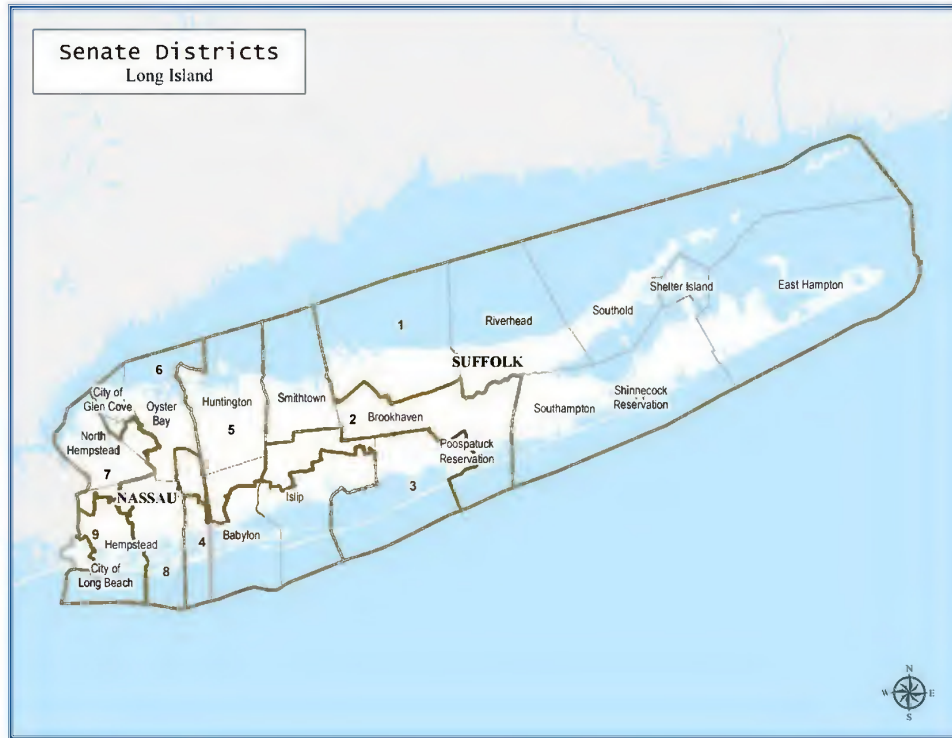 Senate Districts
Long Island
1
Riverhead
Southold
Shelter Island
East Hampton
SUFFOLK
6
City of
Glen Cove
Oyster
Bay
Huntington
Smithtown
5
2
Brookhaven
Southampton
Shinnecock
Reservation
North
Hempstead
7
NASSAU
Poospatuck
Reservation
3
Islip
9
Hempstead
4
Babylon
City of
Long Beach
8
N
W
E
S